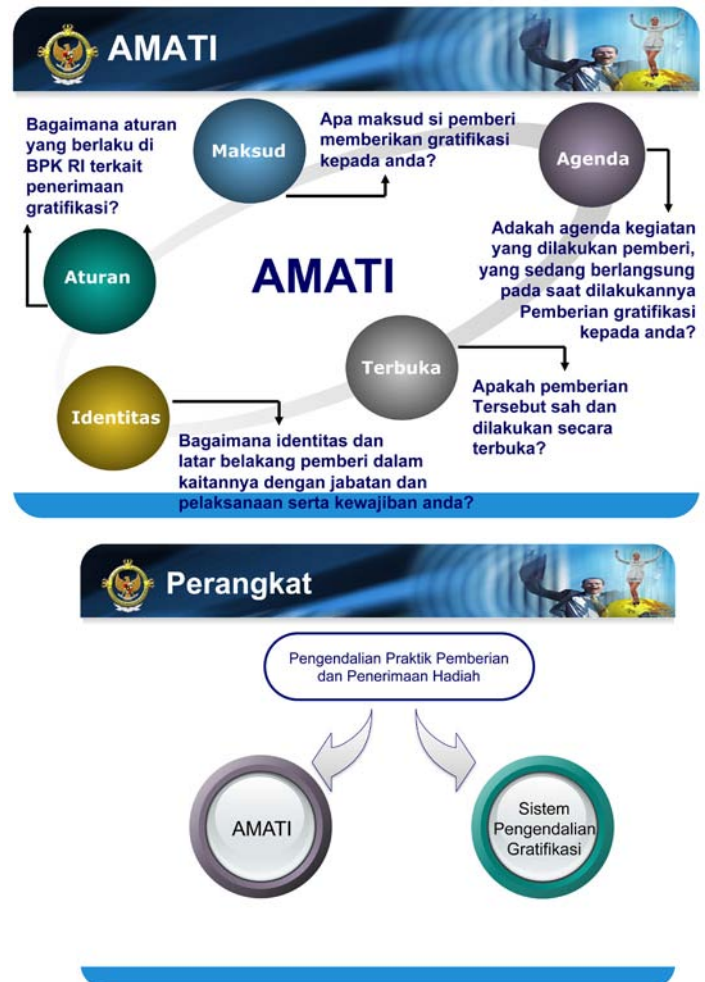 AMATI
Bagaimana aturan
yang berlaku di
BPK RI terkait
penerimaan
gratifikasi?
Maksud
Apa maksud si pemberi
memberikan gratifikasi
kepada anda?
Agenda
Adakah agenda kegiatan
yang dilakukan pemberi,
yang sedang berlangsung
pada saat dilakukannya
Pemberian gratifikasi
kepada anda?
Aturan
AMATI
Terbuka
Apakah pemberian
Tersebut sah dan
dilakukan secara
terbuka?
Identitas
Bagaimana identitas dan
latar belakang pemberi dalam
kaitannya dengan jabatan dan
pelaksanaan serta kewajiban anda?
Perangkat
Pengendalian Praktik Pemberian
dan Penerimaan Hadiah
AMATI
Sistem
Pengendalian
Gratifikasi